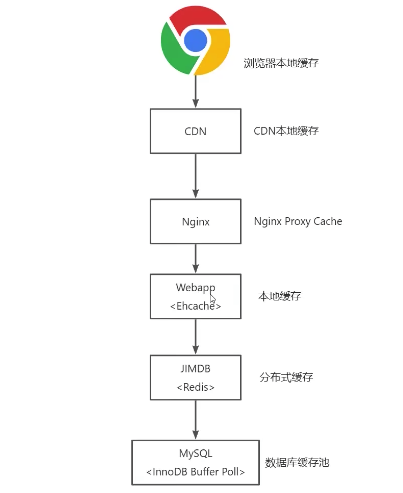 浏览器本地缓存
CDN
CDN本地缓存
Nginx
Nginx Proxy Cache
Webapp
<Ehcache>
本地缓存
JIMDB
<Redis>
分布式缓存
MySQL
<InnoDB Buffer Poll>
数据库缓存池